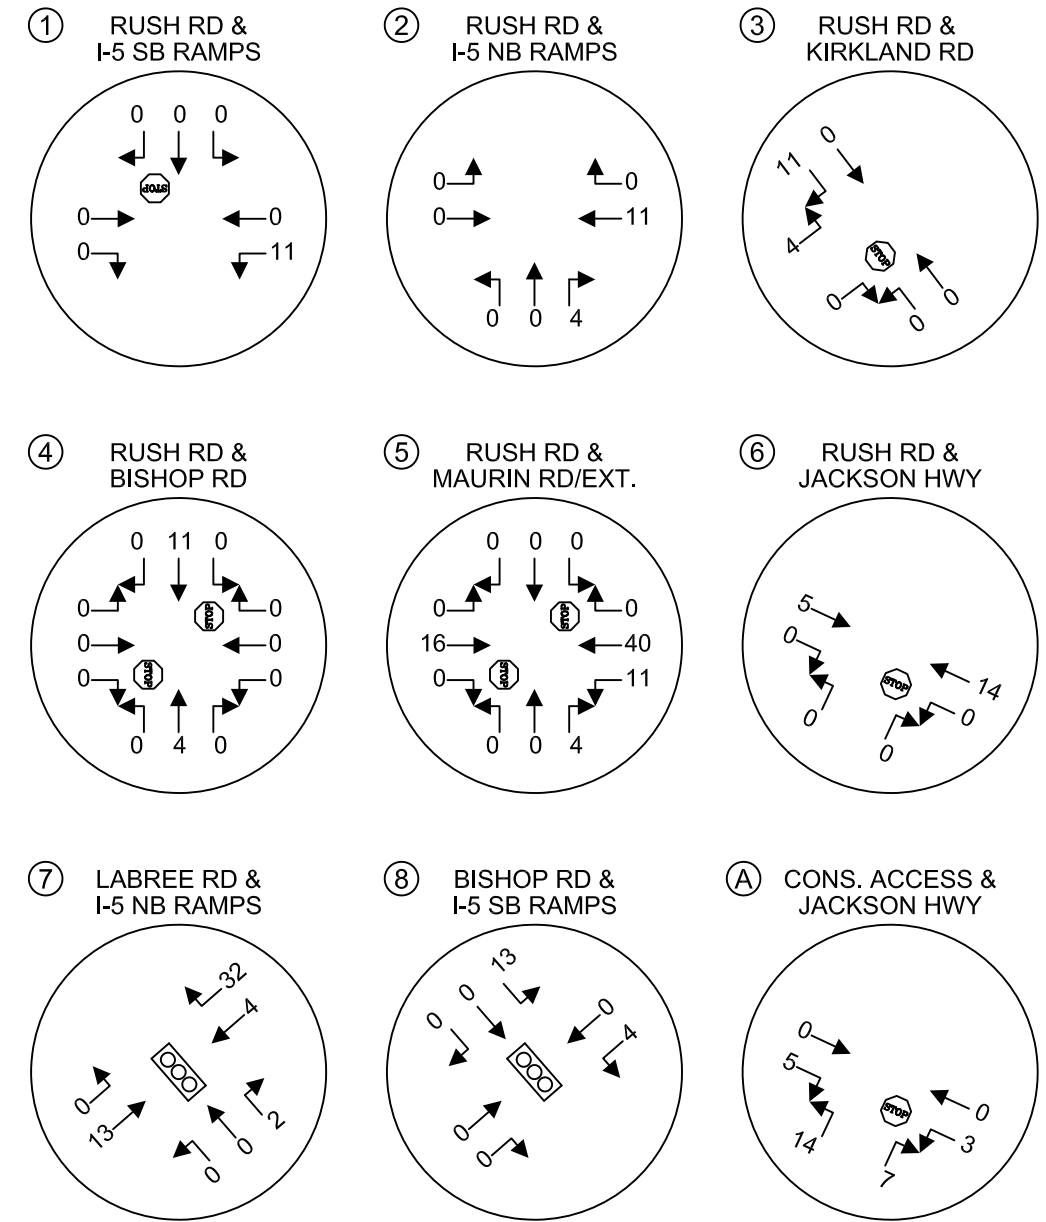 1 RUSH RD &
I-5 SB RAMPS
0 0 0
STOP
0 0
0 11
2 RUSH RD &
I-5 NB RAMPS
0 0
0 11
0 0 4
3 RUSH RD &
KIRKLAND RD
0
11
4
STOP
0 0
0
4 RUSH RD &
BISHOP RD
0 11 0
0 0
STOP
0 0
0 0
STOP
0 4 0
5 RUSH RD &
MAURIN RD/EXT.
0 0 0
0 0
STOP
16 40
0 11
STOP
0 0 4
6 RUSH RD &
JACKSON HWY
5
0
STOP
14
0 0
0
7 LABREE RD &
I-5 NB RAMPS
32
4
0
13
2
0
0
8 BISHOP RD &
I-5 SB RAMPS
13
0
0
0
4
0
0
A CONS. ACCESS &
JACKSON HWY
0
5
STOP
0
14 3
7